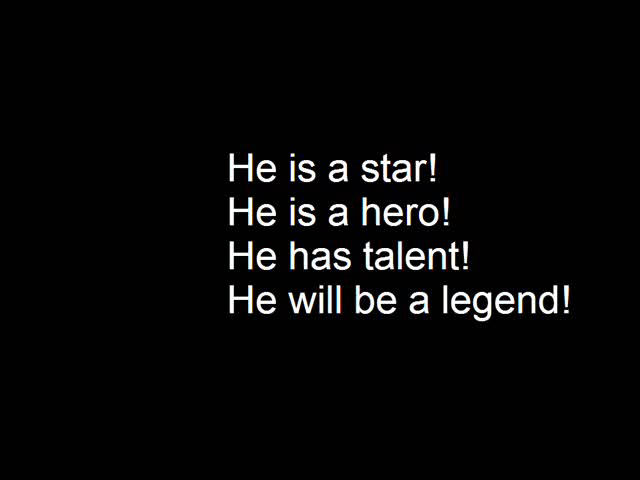 He is a star!
He is a hero!
He has talent!
He will be a legend!